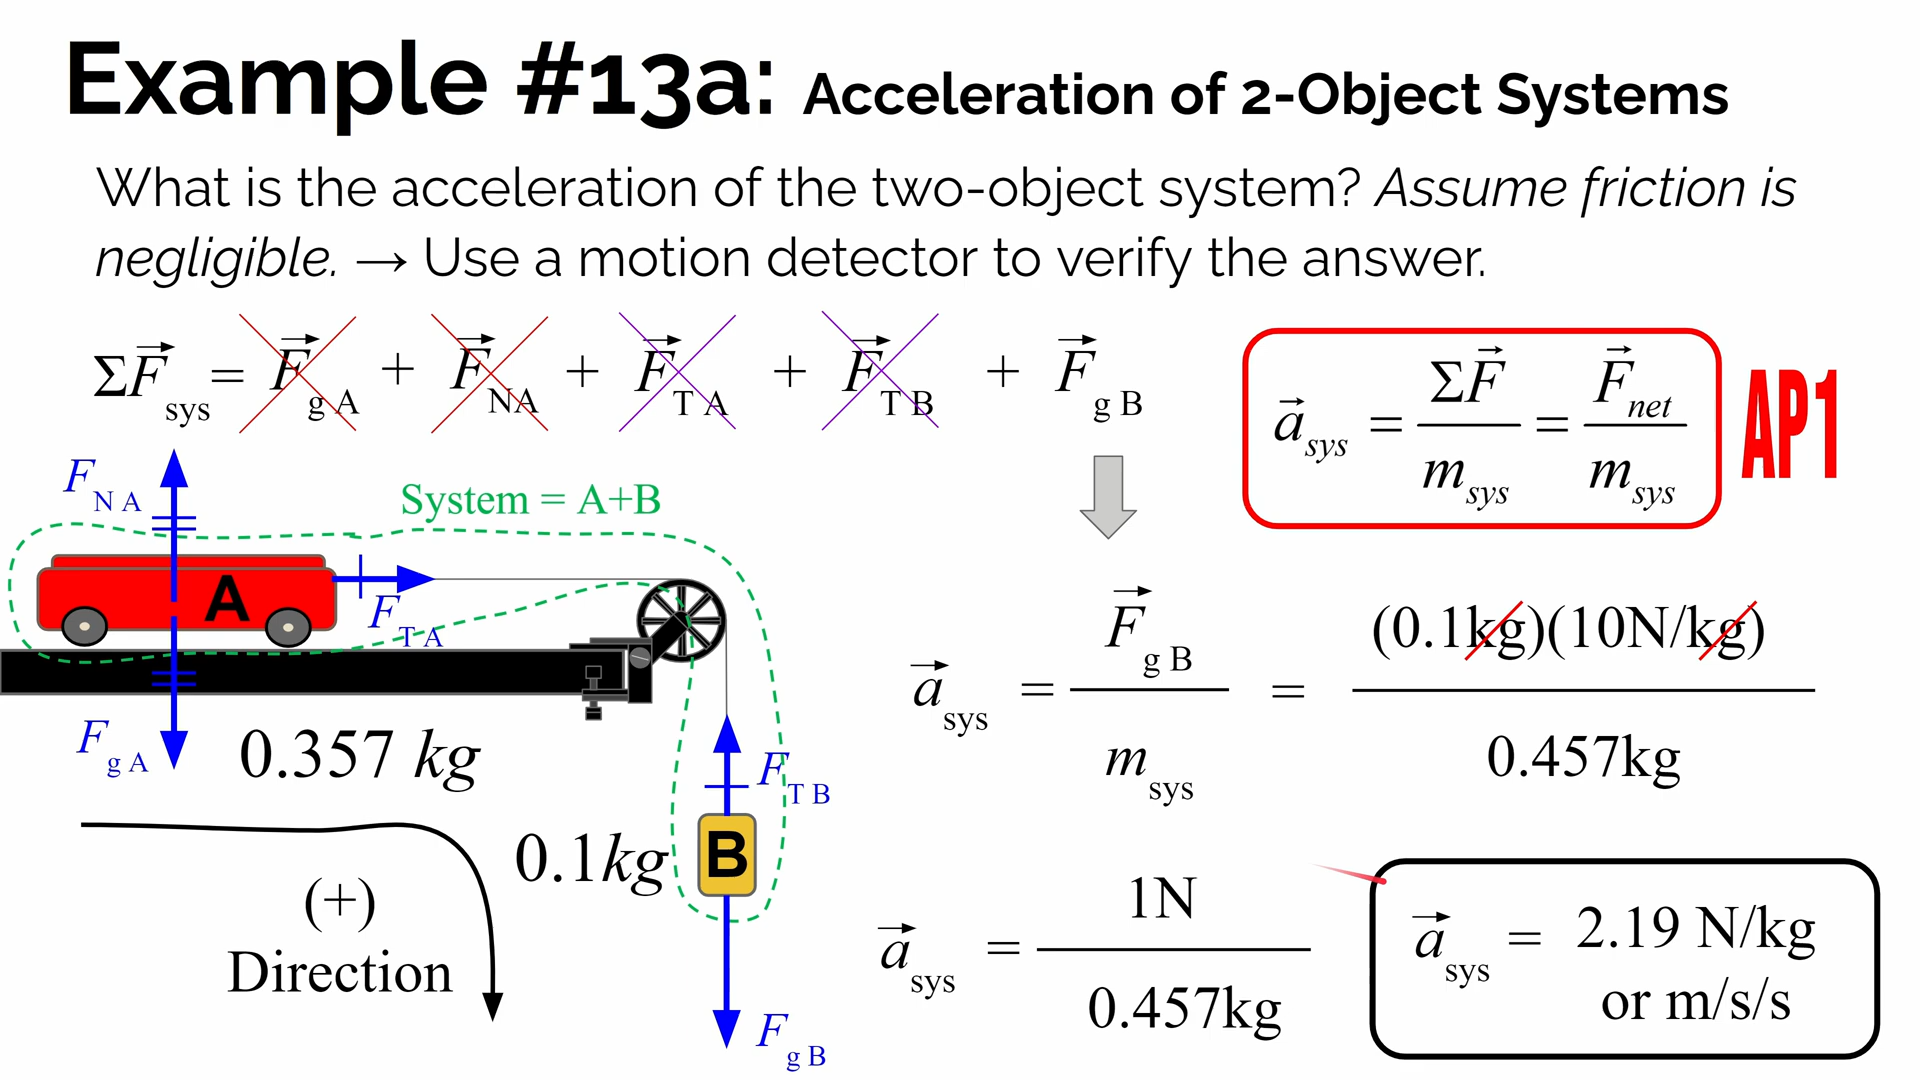 Example #13a: Acceleration of 2-Object Systems
What is the acceleration of the two-object system? Assume friction is
negligible. → Use a motion detector to verify the answer.
ΣF sys = F g A + F NA + F T A + F T B + F g B
a sys = ΣF / m sys = F net / m sys
AP1
F N A
System = A+B
A
F T A
F g A
0.357 kg
a sys = F g B / m sys = (0.1kg)(10N/kg) / 0.457kg
F T B
0.1kg
B
(+)
Direction
F g B
a sys = 1N / 0.457kg
a sys = 2.19 N/kg
or m/s/s